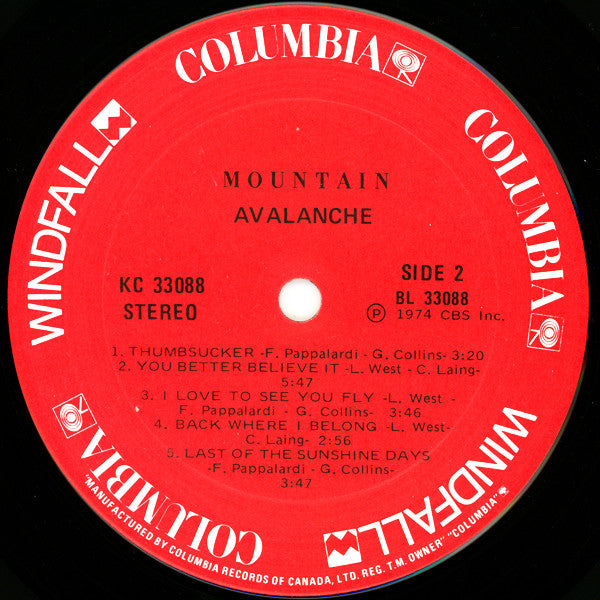 COLUMBIA
COLUMBIA
WINDFALL
COLUMBIA
WINDFALL
MOUNTAIN
AVALANCHE
KC 33088
STEREO
SIDE 2
BL 33088
Ⓟ 1974 CBS Inc.
1. THUMBSUCKER -F. Pappalardi - G. Collins- 3:20
2. YOU BETTER BELIEVE IT -L. West - C. Laing-
5:47
3. I LOVE TO SEE YOU FLY -L. West -
F. Pappalardi - G. Collins- 3:46
4. BACK WHERE I BELONG -L. West-
C. Laing- 2:56
5. LAST OF THE SUNSHINE DAYS
-F. Pappalardi - G. Collins-
3:47
COLUMBIA
"MANUFACTURED BY COLUMBIA RECORDS OF CANADA, LTD. REG. T.M. OWNER" "COLUMBIA"